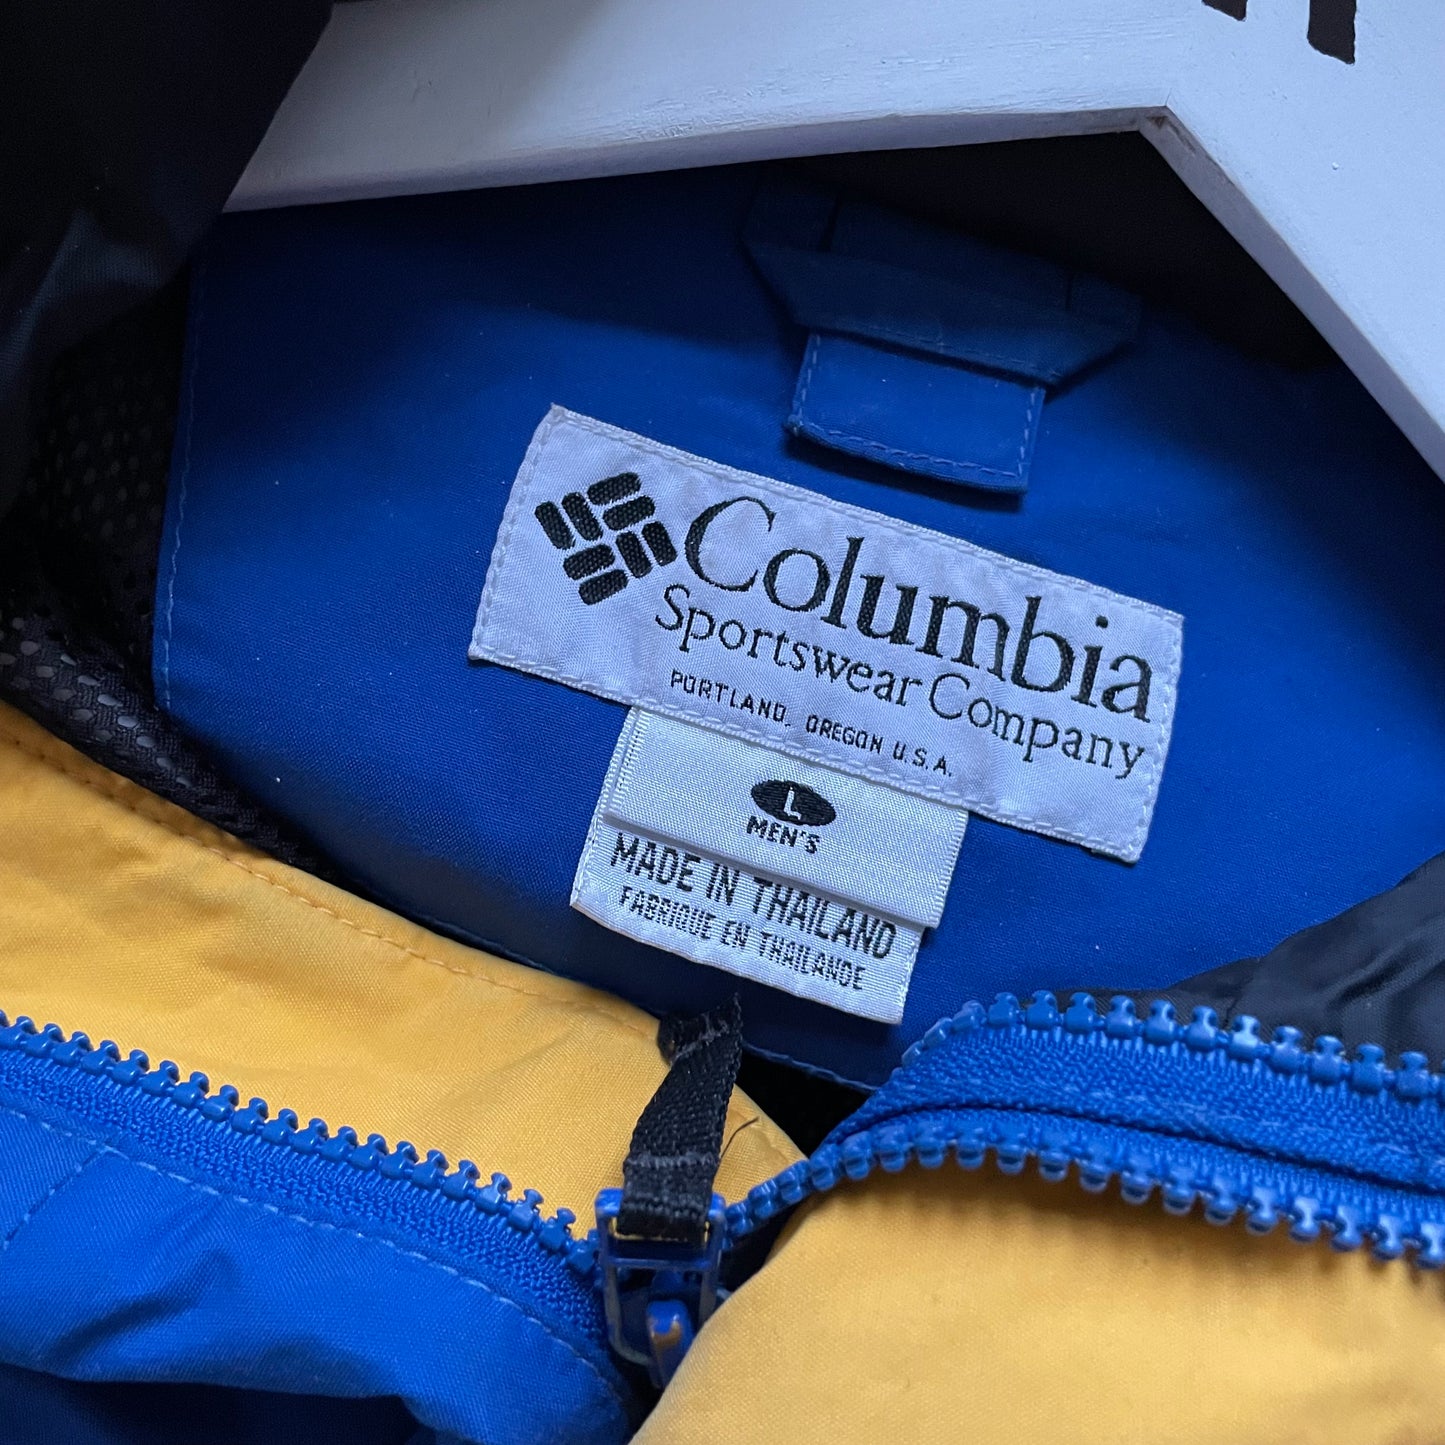 Columbia
Sportswear Company
PORTLAND, OREGON U.S.A.
L
MEN'S
MADE IN THAILAND
FABRIQUE EN THAILANDE